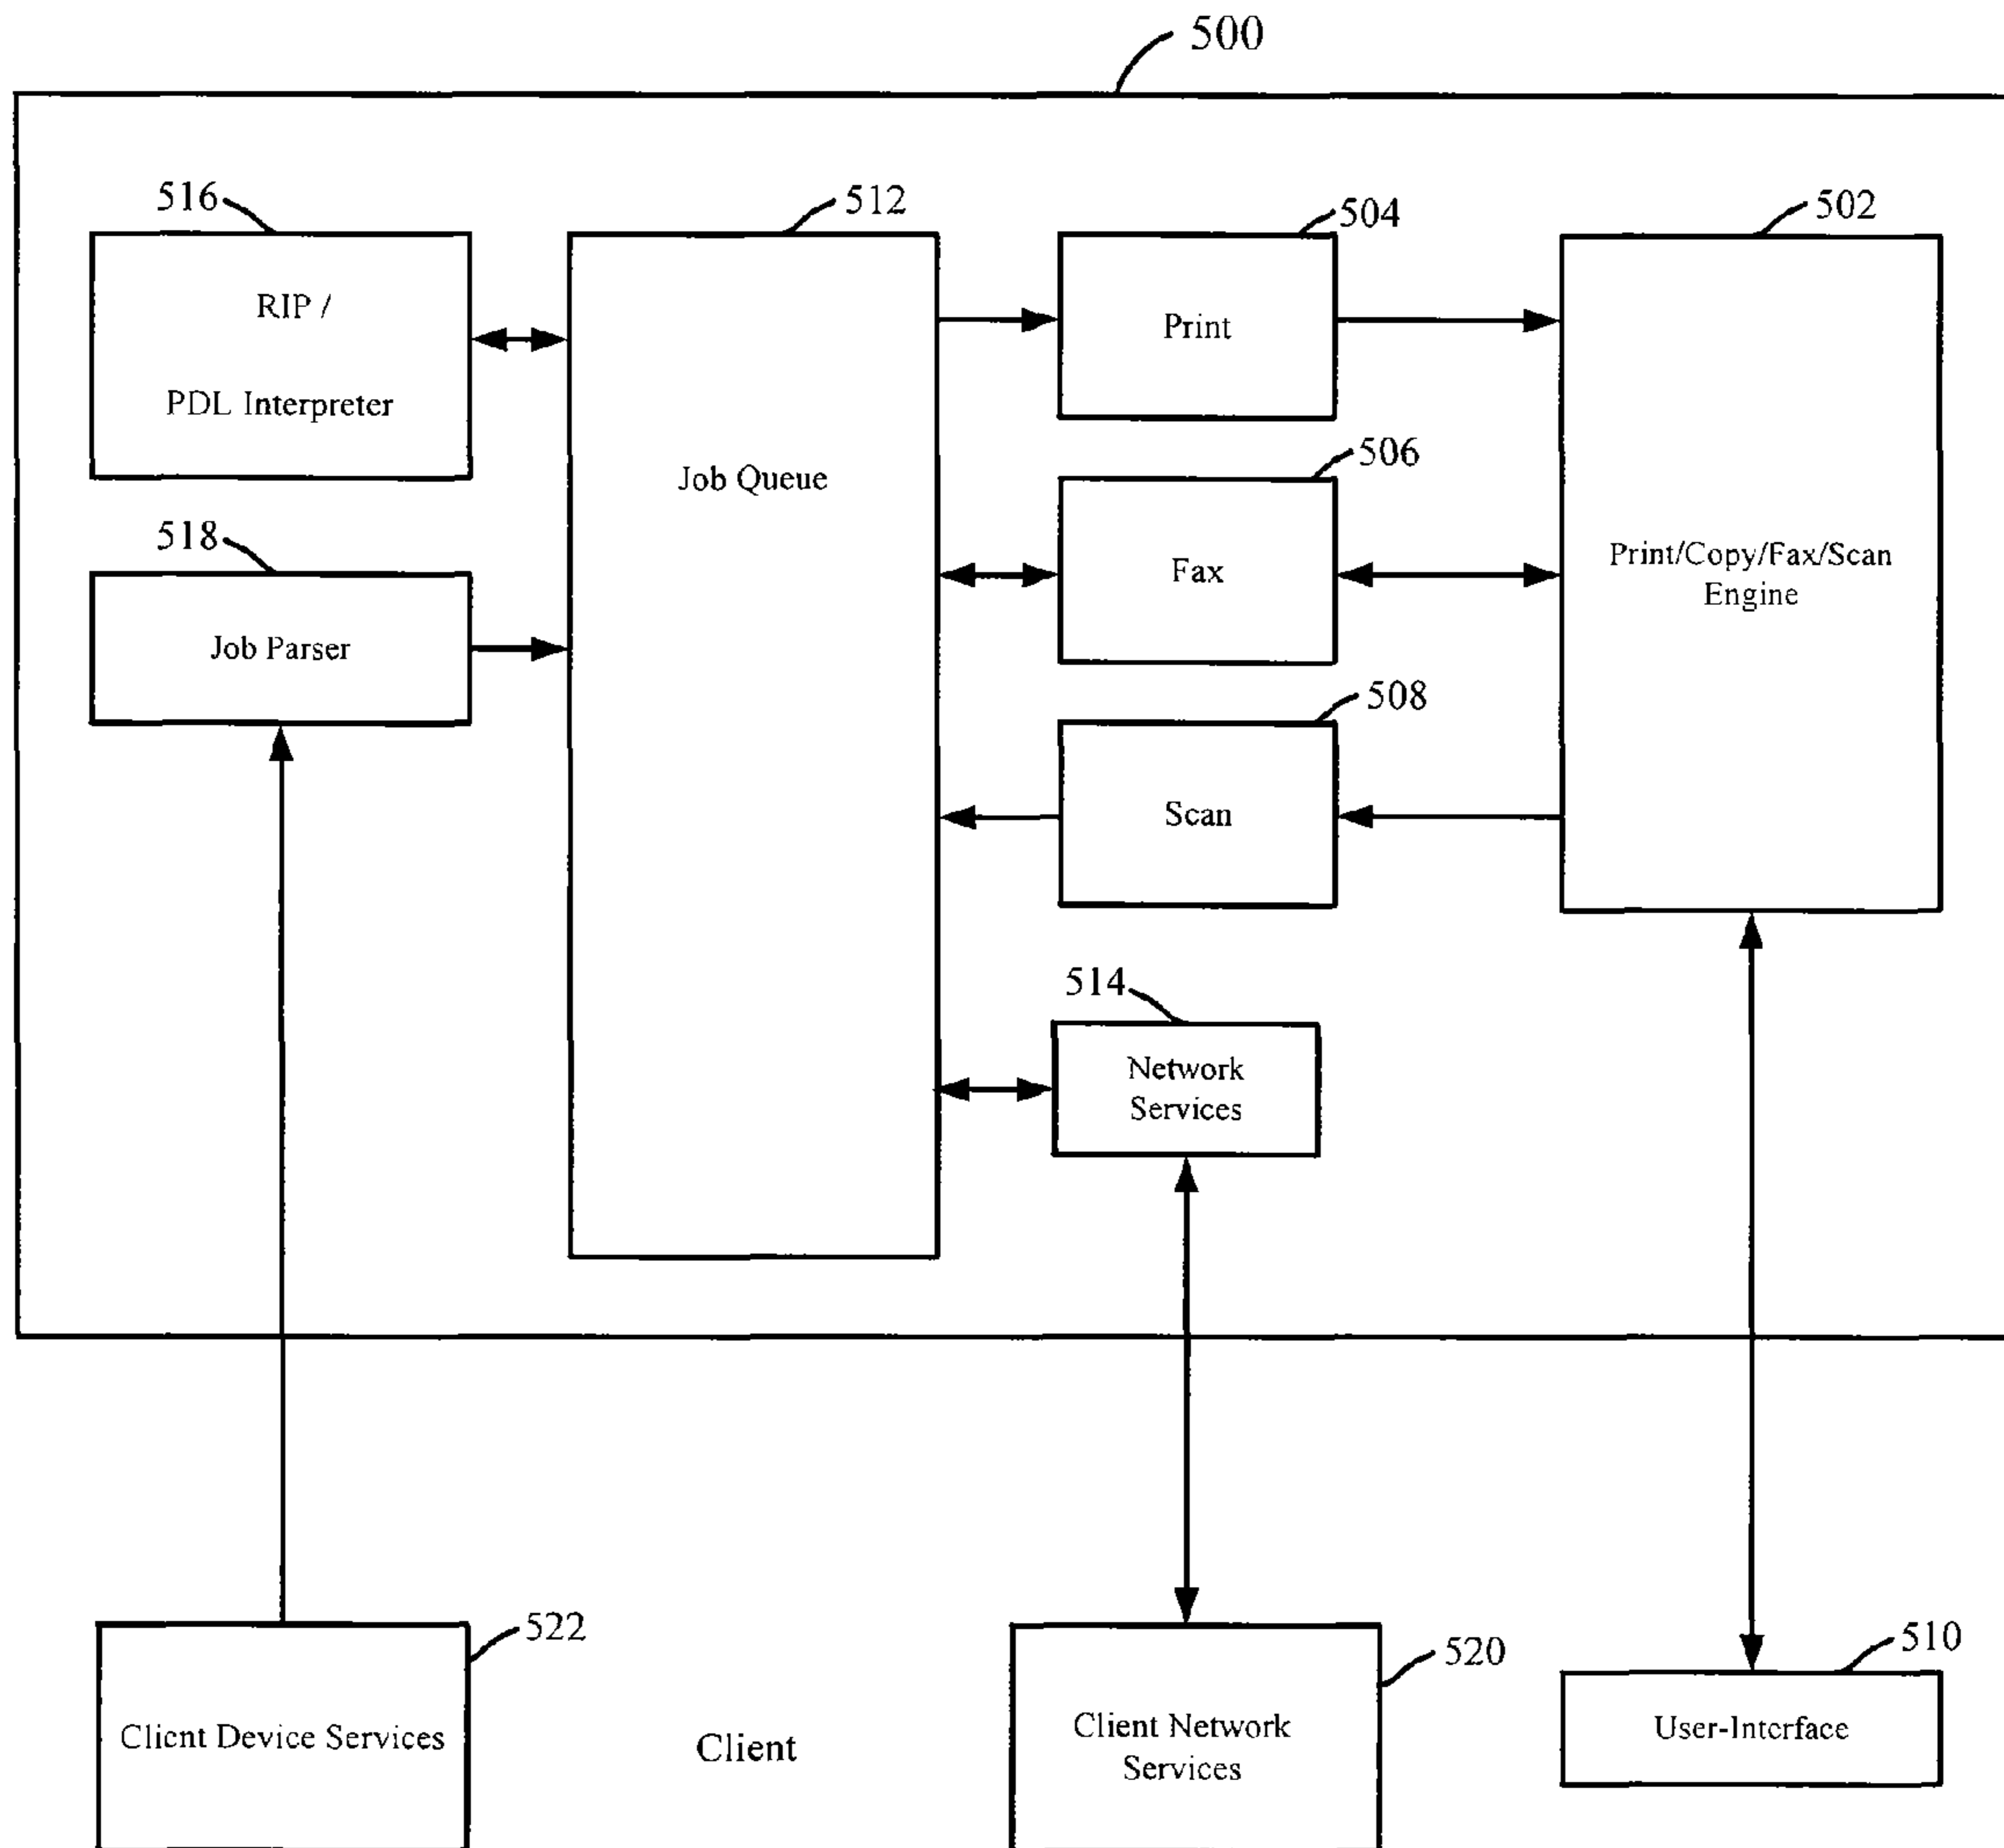 500
516
512
504
502
RIP /
PDL Interpreter
Print
506
Job Queue
518
Fax
Print/Copy/Fax/Scan
Engine
Job Parser
508
Scan
514
Network
Services
522
520
510
Client Device Services
Client
Client Network
Services
User-Interface